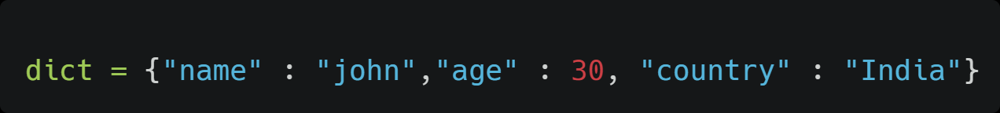 dict = {"name" : "john","age" : 30, "country" : "India"}